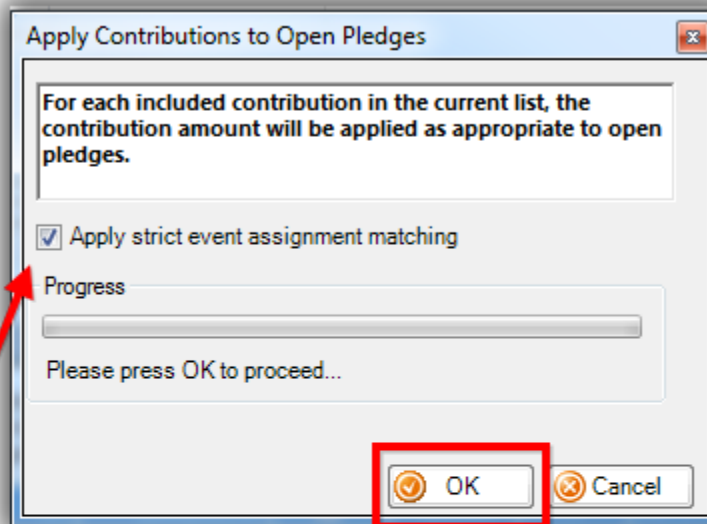 Apply Contributions to Open Pledges
For each included contribution in the current list, the
contribution amount will be applied as appropriate to open
pledges.
Apply strict event assignment matching
Progress
Please press OK to proceed...
OK
Cancel